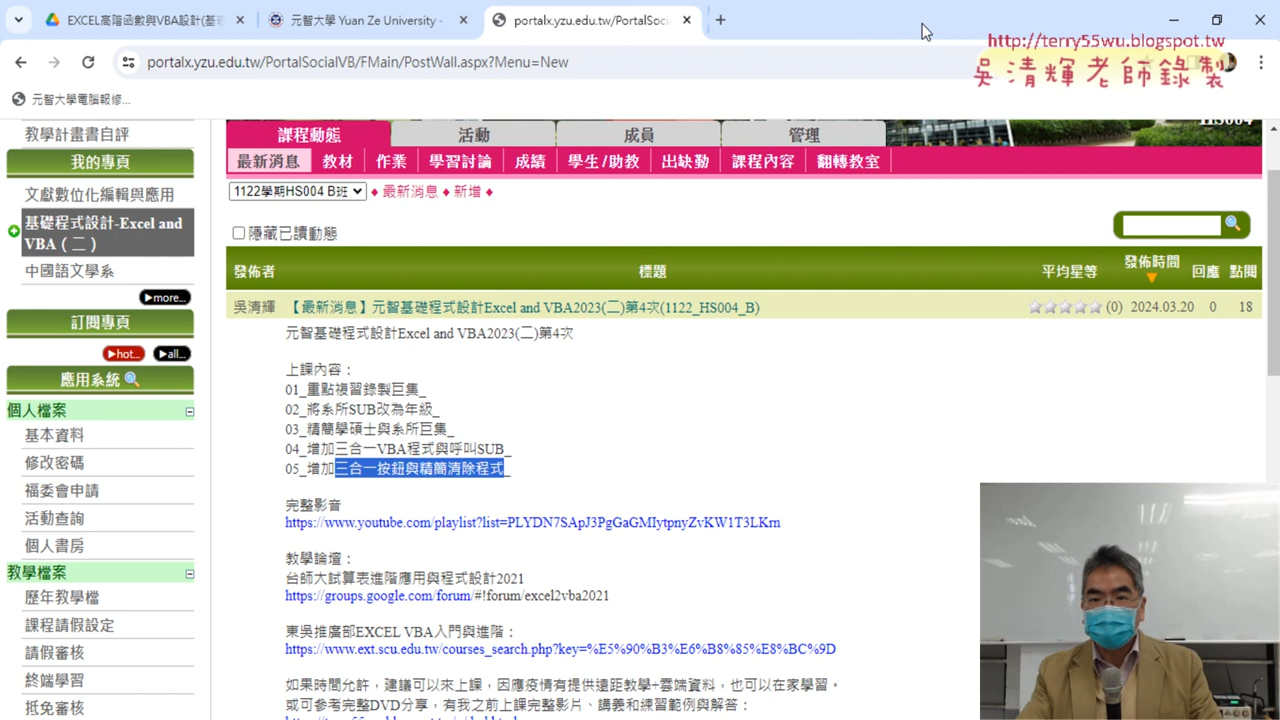 EXCEL高階函數與VBA設計(基
元智大學 Yuan Ze University -
portalx.yzu.edu.tw/PortalSoci
http://terry55wu.blogspot.tw
吳清輝老師錄製
portalx.yzu.edu.tw/PortalSocialVB/FMain/PostWall.aspx?Menu=New
元智大學電腦報修...
教學計畫書自評
我的專頁
文獻數位化編輯與應用
基礎程式設計-Excel and
VBA（二）
中國語文學系
▶more...
訂閱專頁
▶hot... ▶all...
應用系統
個人檔案
基本資料
修改密碼
福委會申請
活動查詢
個人書房
教學檔案
歷年教學檔
課程請假設定
請假審核
終端學習
抵免審核
HS004
課程動態 活動 成員 管理
最新消息 教材 作業 學習討論 成績 學生/助教 出缺勤 課程內容 翻轉教室
1122學期HS004 B班 ♦ 最新消息 ♦ 新增 ♦
隱藏已讀動態
發佈者 標題 平均星等 發佈時間 回應 點閱
吳清輝 【最新消息】元智基礎程式設計Excel and VBA2023(二)第4次(1122_HS004_B) (0) 2024.03.20 0 18
元智基礎程式設計Excel and VBA2023(二)第4次
上課內容：
01_重點複習錄製巨集_
02_將系所SUB改為年級_
03_精簡學碩士與系所巨集_
04_增加三合一VBA程式與呼叫SUB_
05_增加三合一按鈕與精簡清除程式_
完整影音
https://www.youtube.com/playlist?list=PLYDN7SApJ3PgGaGMIytpnyZvKW1T3LKrn
教學論壇：
台師大試算表進階應用與程式設計2021
https://groups.google.com/forum/#!forum/excel2vba2021
東吳推廣部EXCEL VBA入門與進階：
https://www.ext.scu.edu.tw/courses_search.php?key=%E5%90%B3%E6%B8%85%E8%BC%9D
如果時間允許，建議可以來上課，因應疫情有提供遠距教學+雲端資料，也可以在家學習。
或可參考完整DVD分享，有我之前上課完整影片、講義和練習範例與解答：